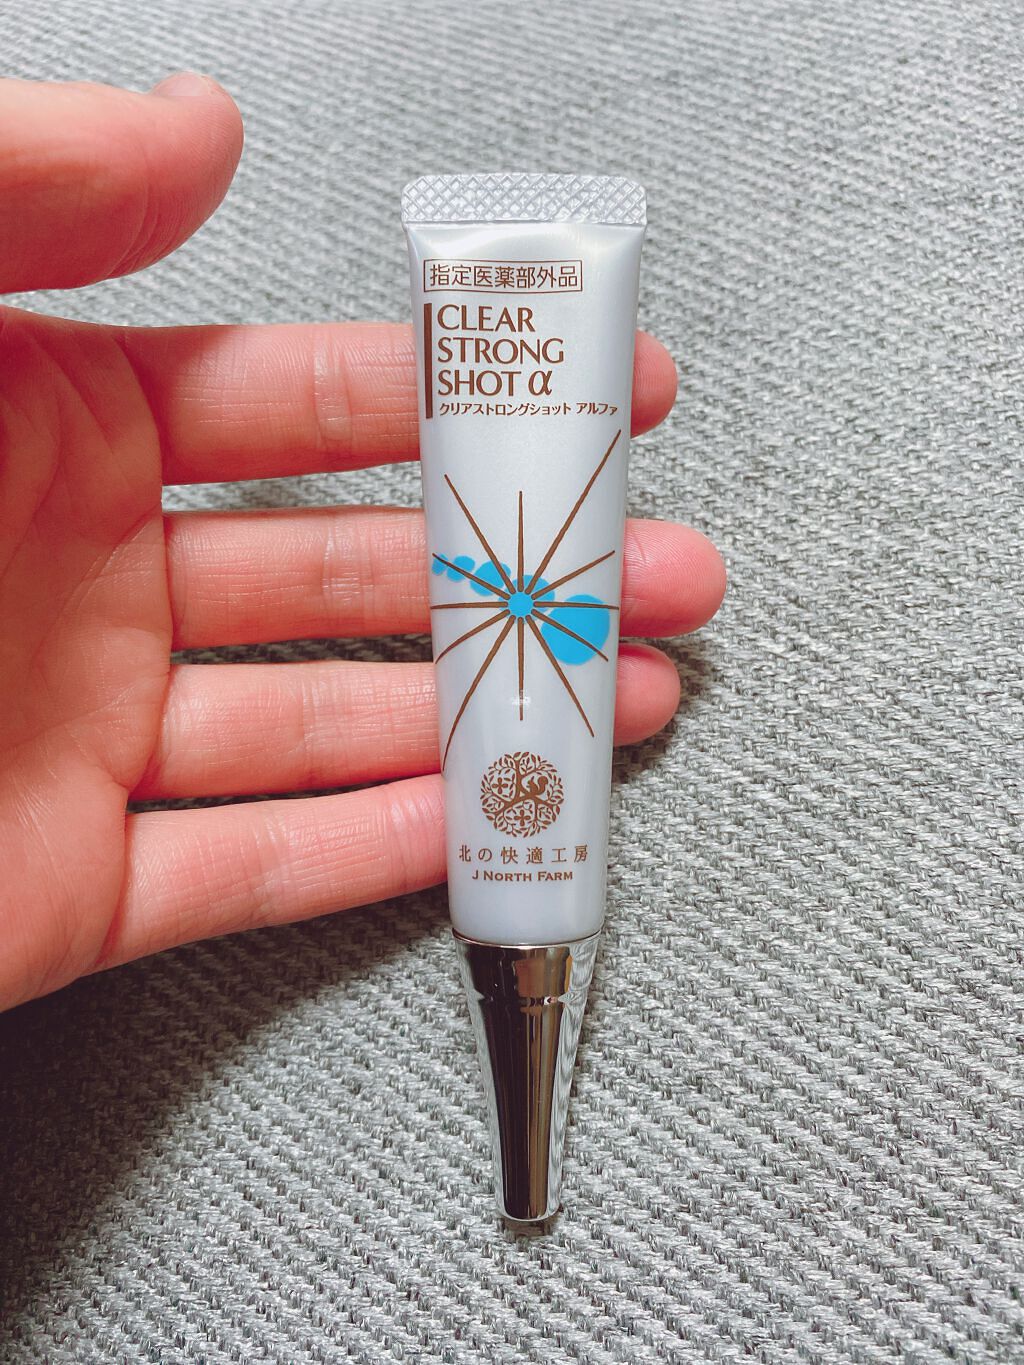 指定医薬部外品
CLEAR
STRONG
SHOT α
クリアストロングショット アルファ
北の快適工房
J NORTH FARM